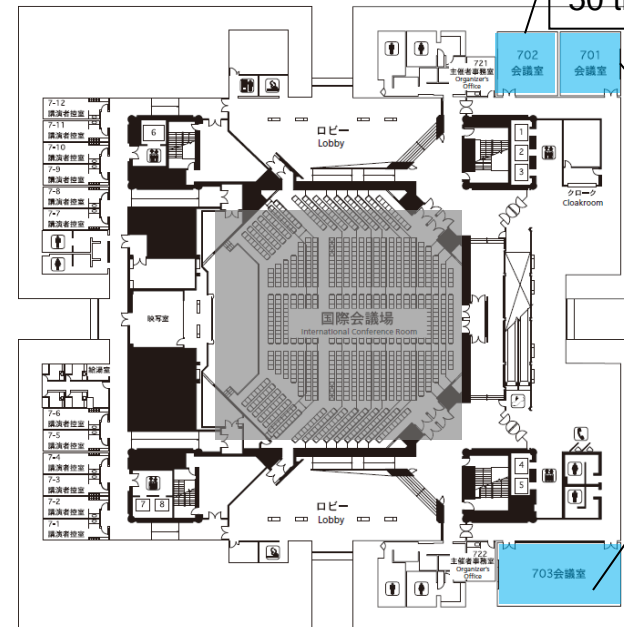 702
会議室
701
会議室
721
主催者事務室
Organizer's
Office
7-12
講演者控室
7-11
講演者控室
7-10
講演者控室
7-9
講演者控室
7-8
講演者控室
7-7
講演者控室
6
ロビー
Lobby
1
2
3
クローク
Cloakroom
映写室
国際会議場
International Conference Room
給湯室
7-6
講演者控室
7-5
講演者控室
7-4
講演者控室
7-3
講演者控室
7-2
講演者控室
7-1
講演者控室
7 8
ロビー
Lobby
4
5
722
主催者事務室
Organizer's
Office
703会議室